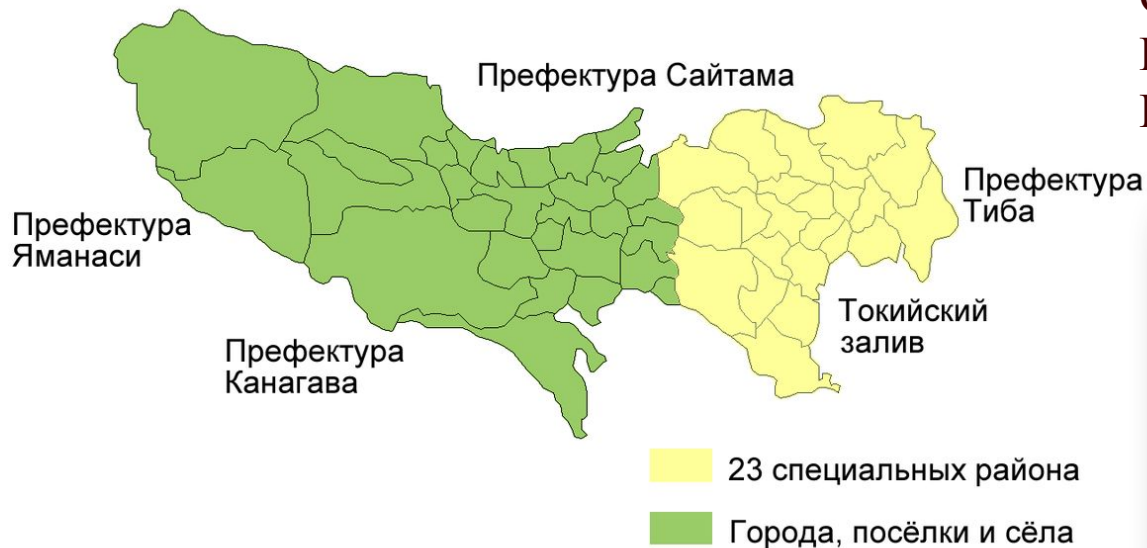 Префектура Сайтама
Префектура
Тиба
Префектура
Яманаси
Токийский
залив
Префектура
Канагава
23 специальных района
Города, посёлки и сёла